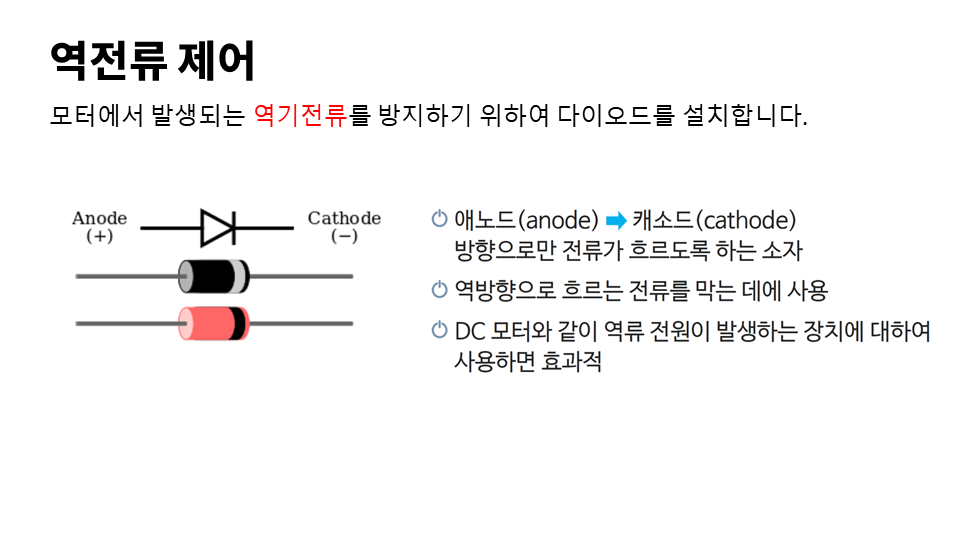 역전류 제어
모터에서 발생되는 역기전류를 방지하기 위하여 다이오드를 설치합니다.
Anode
(+)
Cathode
(−)
애노드(anode) ➡ 캐소드(cathode)
방향으로만 전류가 흐르도록 하는 소자
역방향으로 흐르는 전류를 막는 데에 사용
DC 모터와 같이 역류 전원이 발생하는 장치에 대하여
사용하면 효과적